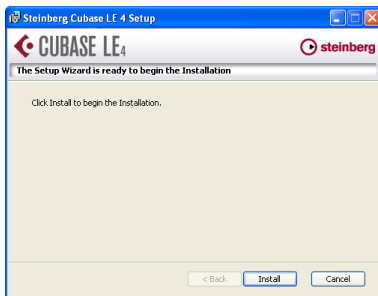 Steinberg Cubase LE 4 Setup
CUBASE LE4
steinberg
The Setup Wizard is ready to begin the Installation
Click Install to begin the Installation.
< Back
Install
Cancel